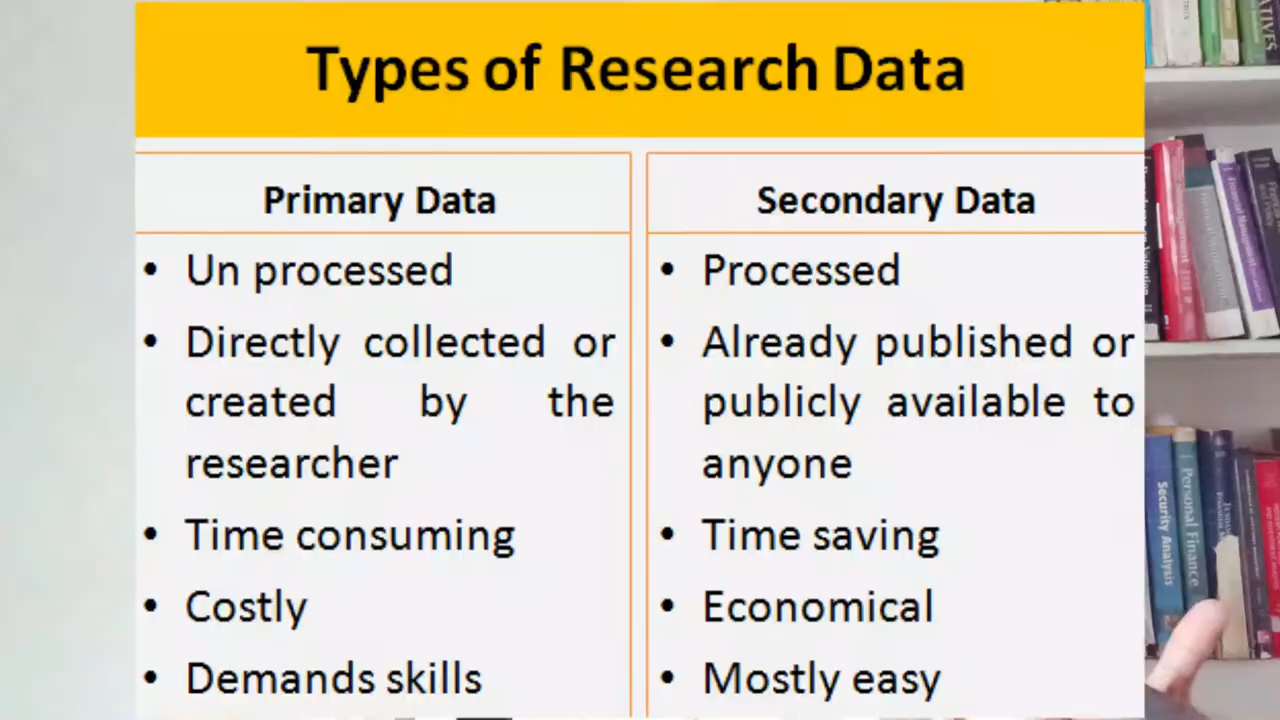 Types of Research Data
Primary Data
• Un processed
• Directly collected or
created by the
researcher
• Time consuming
• Costly
• Demands skills
Secondary Data
• Processed
• Already published or
publicly available to
anyone
• Time saving
• Economical
• Mostly easy
Security Analysis
Personal Finance